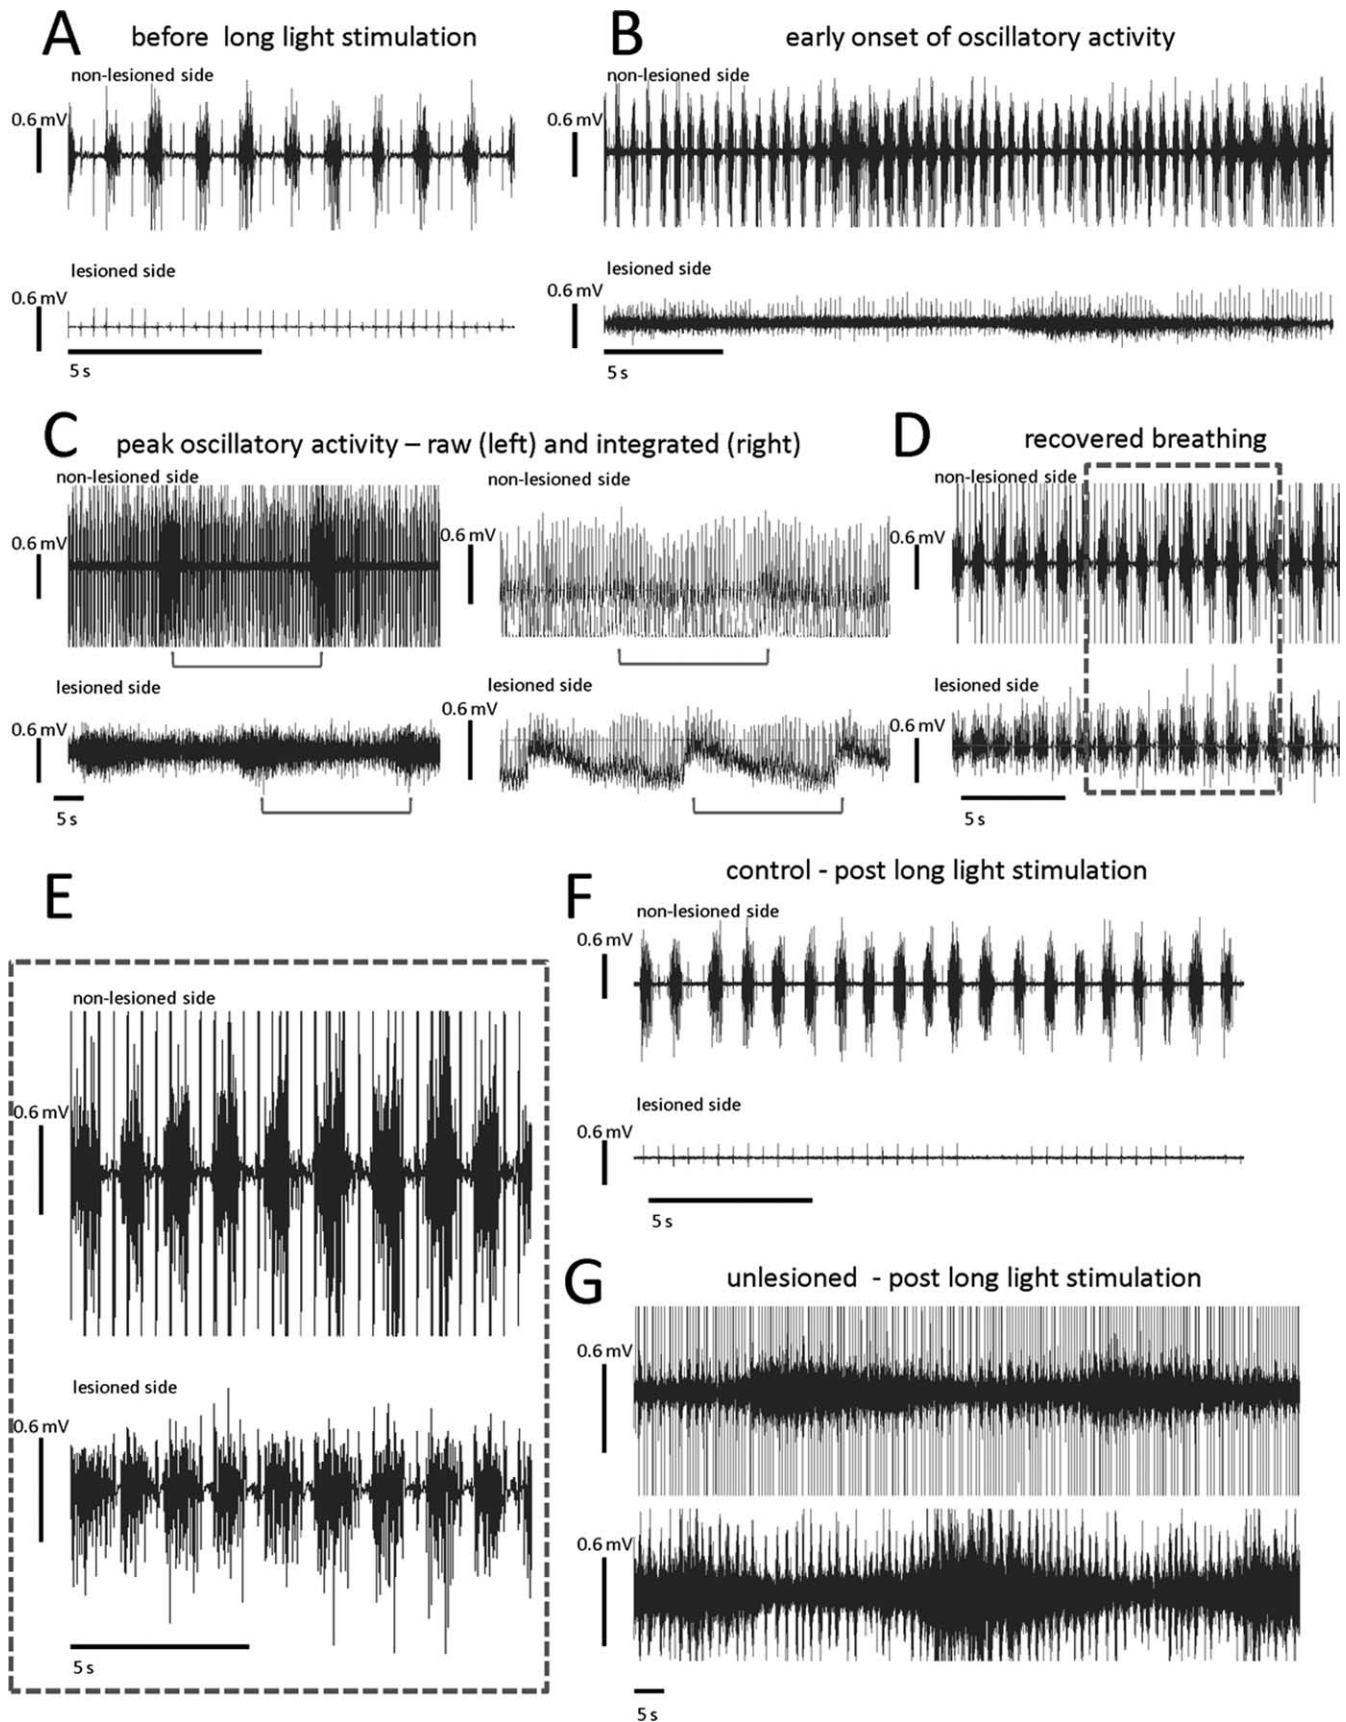 A before long light stimulation
non-lesioned side
0.6 mV
lesioned side
0.6 mV
5 s
B early onset of oscillatory activity
non-lesioned side
0.6 mV
lesioned side
0.6 mV
5 s
C peak oscillatory activity – raw (left) and integrated (right)
non-lesioned side
0.6 mV
lesioned side
0.6 mV
5 s
non-lesioned side
0.6 mV
lesioned side
0.6 mV
D recovered breathing
non-lesioned side
0.6 mV
lesioned side
0.6 mV
5 s
E
non-lesioned side
0.6 mV
lesioned side
0.6 mV
5 s
F control - post long light stimulation
non-lesioned side
0.6 mV
lesioned side
0.6 mV
5 s
G unlesioned - post long light stimulation
0.6 mV
0.6 mV
5 s